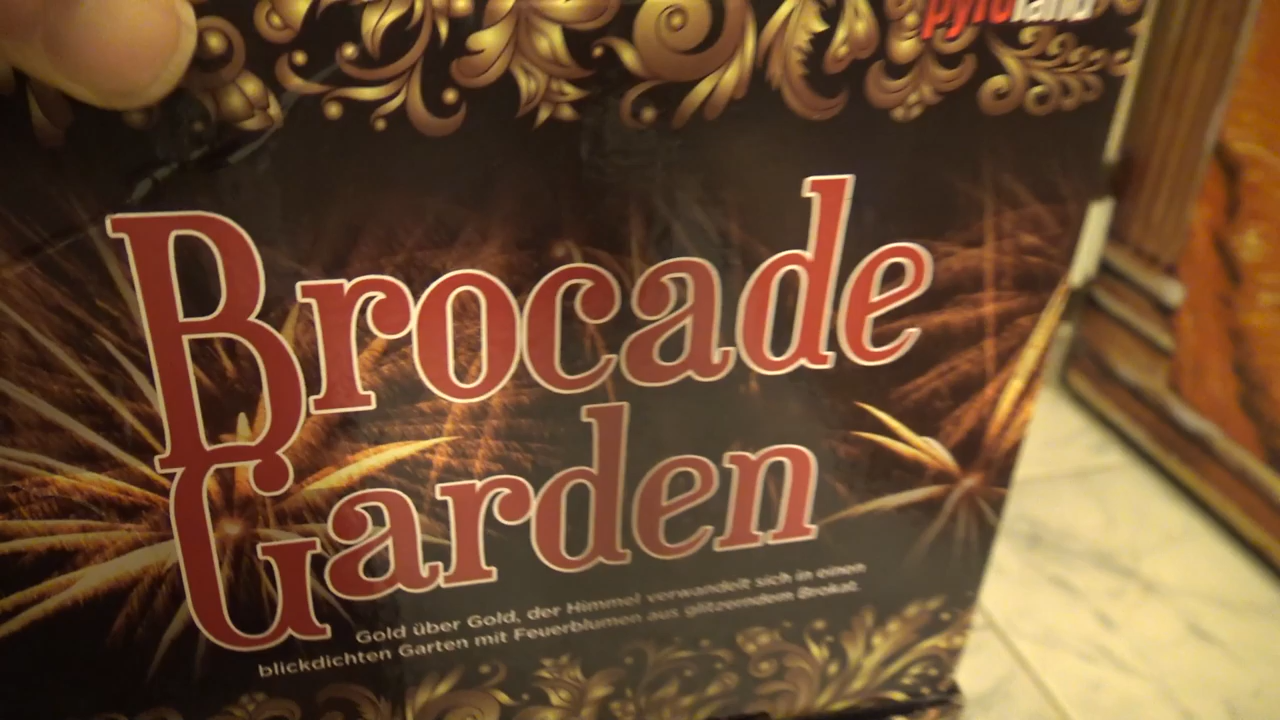 pyroland
Brocade
Garden
Gold über Gold, der Himmel verwandelt sich in einen
blickdichten Garten mit Feuerblumen aus glitzerndem Brokat.